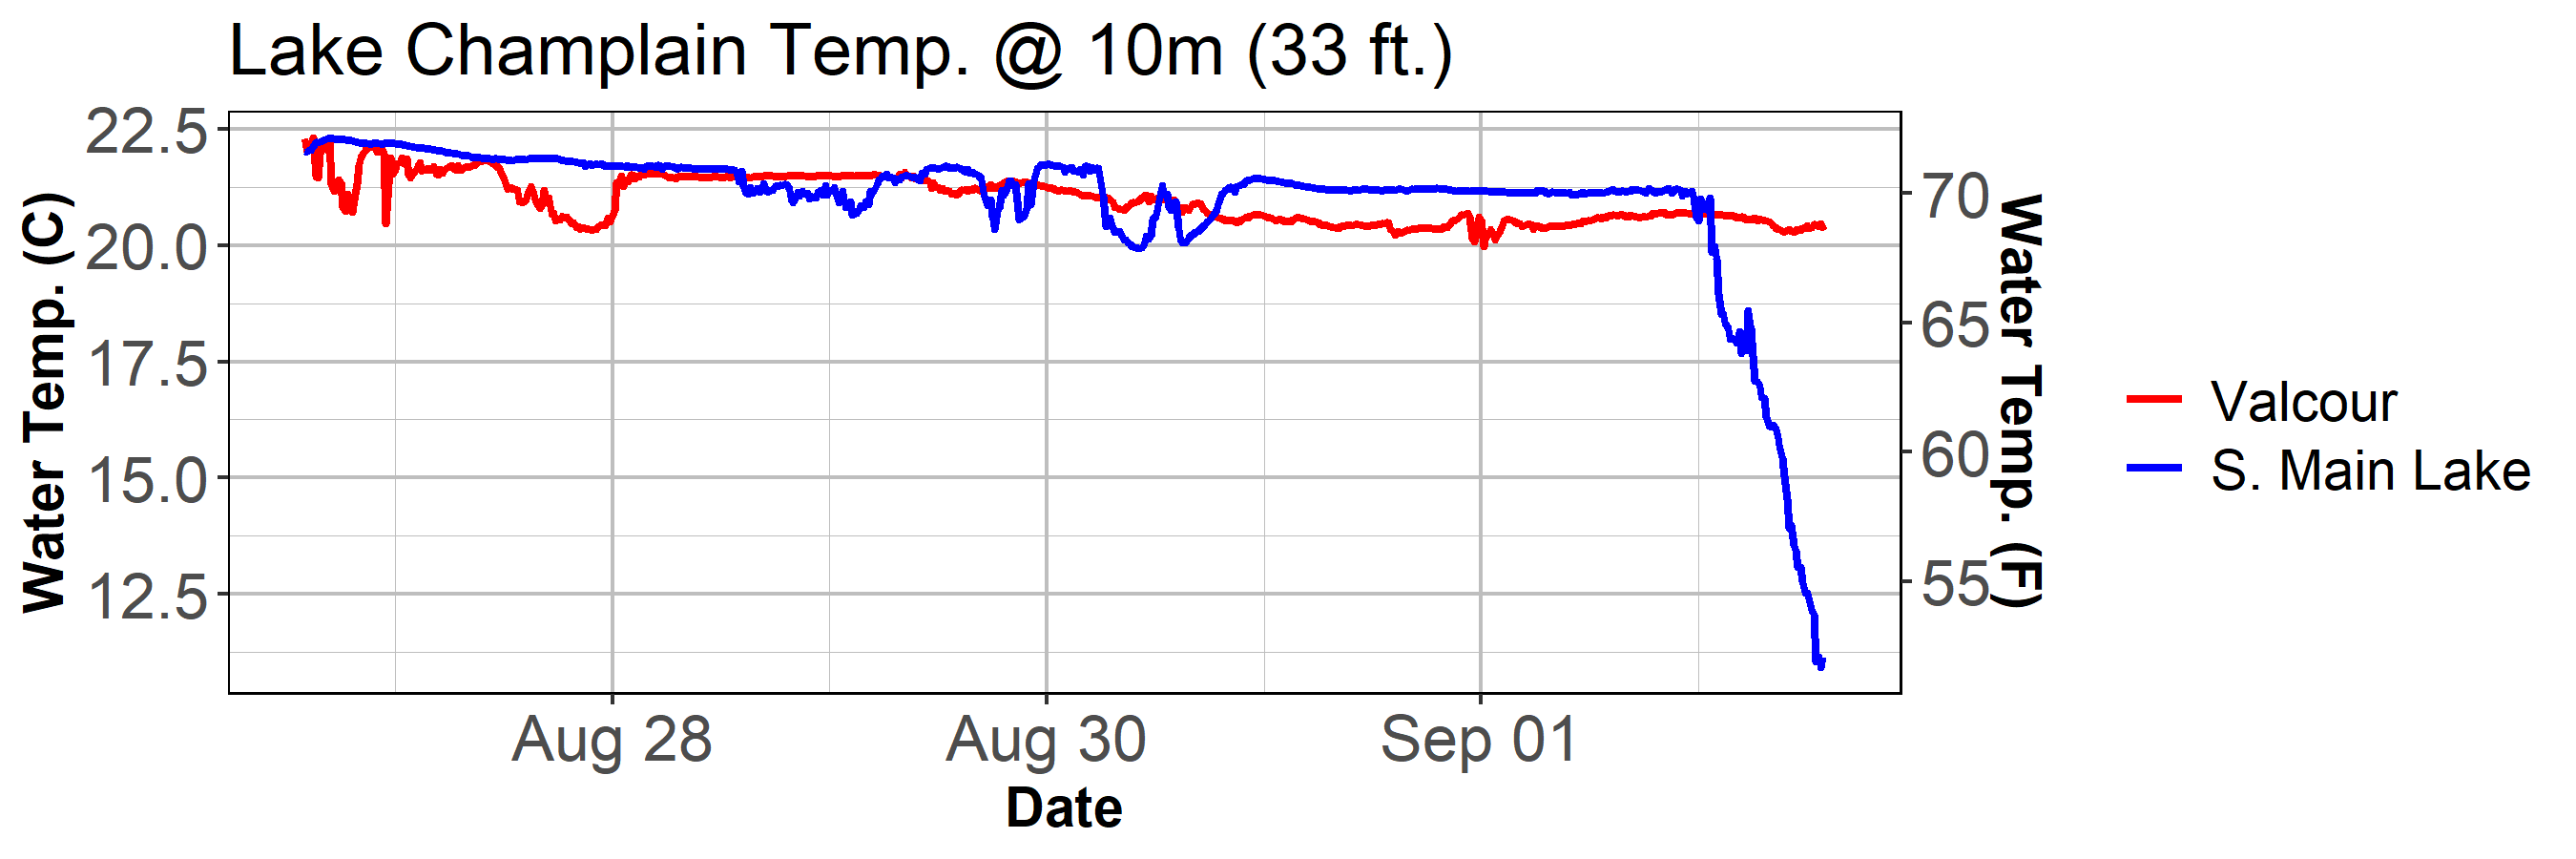 Lake Champlain Temp. @ 10m (33 ft.)
Water Temp. (C)
22.5
20.0
17.5
15.0
12.5
70
65
60
55
Water Temp. (F)
Valcour
S. Main Lake
Aug 28
Aug 30
Sep 01
Date